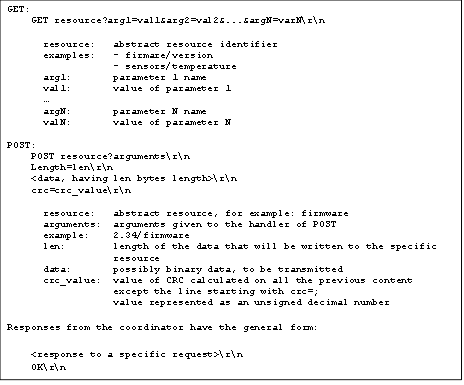 GET:
GET resource?arg1=val1&arg2=val2&...&argN=varN\r\n
resource: abstract resource identifier
examples: - firmare/version
- sensors/temperature
arg1: parameter 1 name
val1: value of parameter 1
…
argN: parameter N name
valN: value of parameter N
POST:
POST resource?arguments\r\n
Length=len\r\n
<data, having len bytes length>\r\n
crc=crc_value\r\n
resource: abstract resource, for example: firmware
arguments: arguments given to the handler of POST
example: 2.34/firmware
len: length of the data that will be written to the specific
resource
data: possibly binary data, to be transmitted
crc_value: value of CRC calculated on all the previous content
except the line starting with crc=;
value represented as an unsigned decimal number
Responses from the coordinator have the general form:
<response to a specific request>\r\n
OK\r\n